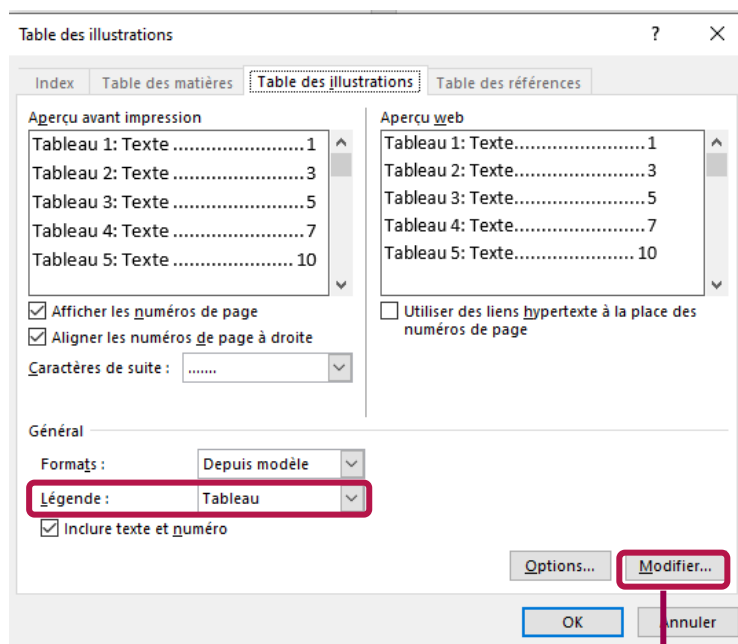 Table des illustrations ? ×
Index Table des matières Table des illustrations Table des références
Aperçu avant impression
Tableau 1: Texte ........................ 1
Tableau 2: Texte ........................ 3
Tableau 3: Texte ........................ 5
Tableau 4: Texte ........................ 7
Tableau 5: Texte ...................... 10
Afficher les numéros de page
Aligner les numéros de page à droite
Caractères de suite : .......
Aperçu web
Tableau 1: Texte........................ 1
Tableau 2: Texte........................ 3
Tableau 3: Texte........................ 5
Tableau 4: Texte........................ 7
Tableau 5: Texte...................... 10
Utiliser des liens hypertexte à la place des
numéros de page
Général
Formats : Depuis modèle
Légende : Tableau
Inclure texte et numéro
Options... Modifier...
OK Annuler